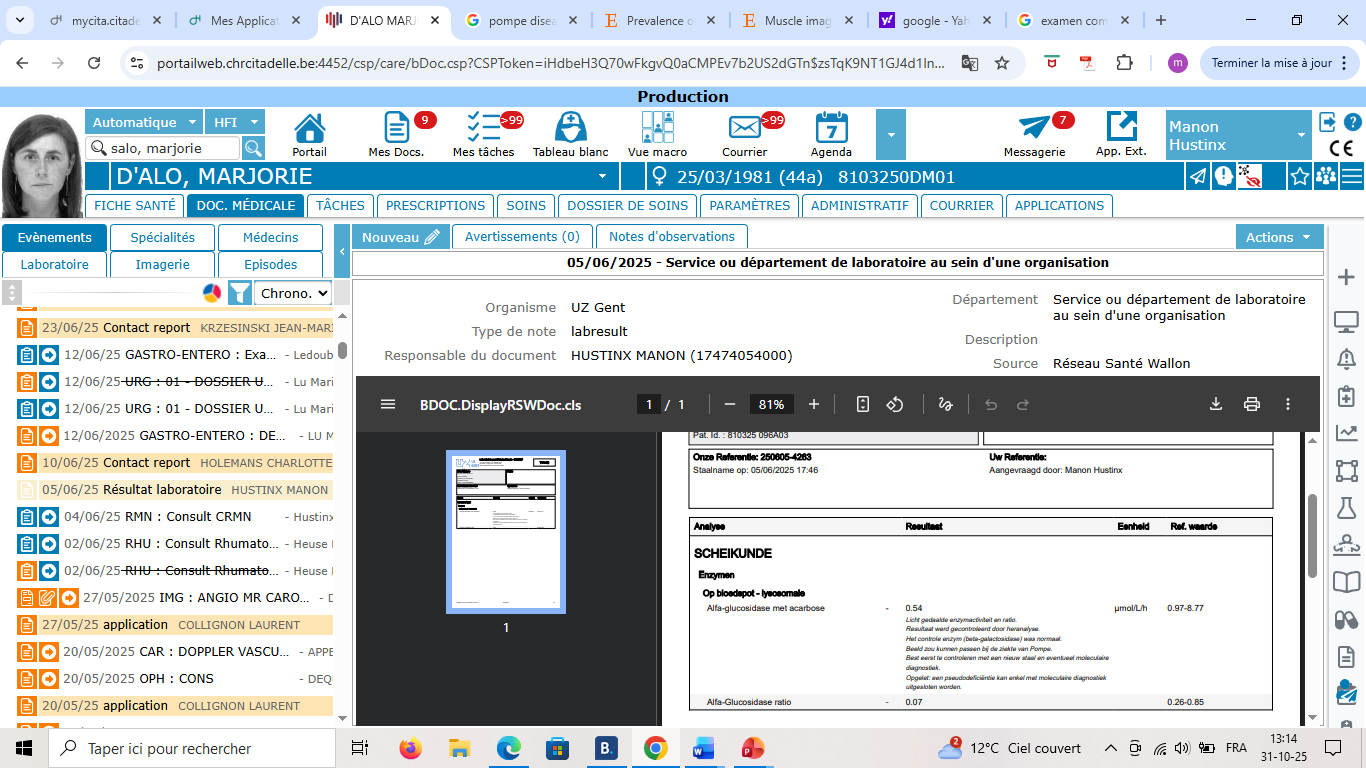 mycita.citade
Mes Applicat
D'ALO MARJ
pompe disea
Prevalence o
Muscle imag
google - Yah
examen com
portailweb.chrcitadelle.be:4452/csp/care/bDoc.csp?CSPToken=iHdbeH3Q70wFkgvQ0aCMPEv7b2US2dGTn$zsTqK9NT1GJ4d1In...
m
Terminer la mise à jour
Production
Automatique
HFI
salo, marjorie
Portail
9
Mes Docs.
>99
Mes tâches
Tableau blanc
Vue macro
>99
Courrier
7
Agenda
7
Messagerie
App. Ext.
Manon
Hustinx
D'ALO, MARJORIE
25/03/1981 (44a) 8103250DM01
FICHE SANTÉ
DOC. MÉDICALE
TÂCHES
PRESCRIPTIONS
SOINS
DOSSIER DE SOINS
PARAMÈTRES
ADMINISTRATIF
COURRIER
APPLICATIONS
Evènements
Spécialités
Médecins
Laboratoire
Imagerie
Episodes
Chrono.
23/06/25 Contact report KRZESINSKI JEAN-MAR
12/06/25 GASTRO-ENTERO : Exa... - Ledoub
12/06/25 URG : 01 - DOSSIER U... - Lu Mari
12/06/25 URG : 01 - DOSSIER U... - Lu Mari
12/06/2025 GASTRO-ENTERO : DE... - LU M
10/06/25 Contact report HOLEMANS CHARLOTTE
05/06/25 Résultat laboratoire HUSTINX MANON
04/06/25 RMN : Consult CRMN - Hustinx
02/06/25 RHU : Consult Rhumato... - Heuse
02/06/25 RHU : Consult Rhumato... - Heuse
27/05/2025 IMG : ANGIO MR CARO... - D
27/05/25 application COLLIGNON LAURENT
20/05/2025 CAR : DOPPLER VASCU... - APPE
20/05/2025 OPH : CONS - DEQ
20/05/25 application COLLIGNON LAURENT
Nouveau
Avertissements (0)
Notes d'observations
Actions
05/06/2025 - Service ou département de laboratoire au sein d'une organisation
Organisme UZ Gent
Type de note labresult
Responsable du document HUSTINX MANON (17474054000)
Département Service ou département de laboratoire
au sein d'une organisation
Description
Source Réseau Santé Wallon
BDOC.DisplayRSWDoc.cls
1 / 1
81%
1
Pat. Id. : 810325 096A03
Onze Referentie: 250605-4263
Staalname op: 05/06/2025 17:46
Uw Referentie:
Aangevraagd door: Manon Hustinx
Analyse Resultaat Eenheid Ref. waarde
SCHEIKUNDE
Enzymen
Op bloedspot - lysosomale
Alfa-glucosidase met acarbose - 0.54 µmol/L/h 0.97-8.77
Licht gedaalde enzymactiviteit en ratio.
Resultaat werd gecontroleerd door heranalyse.
Het controle enzym (beta-galactosidase) was normaal.
Beeld zou kunnen passen bij de ziekte van Pompe.
Best eerst te controleren met een nieuw staal en eventueel moleculaire
diagnostiek.
Opgelet: een pseudodeficiëntie kan enkel met moleculaire diagnostiek
uitgesloten worden.
Alfa-Glucosidase ratio - 0.07 0.26-0.85
Taper ici pour rechercher
2
12°C Ciel couvert
FRA
13:14
31-10-25